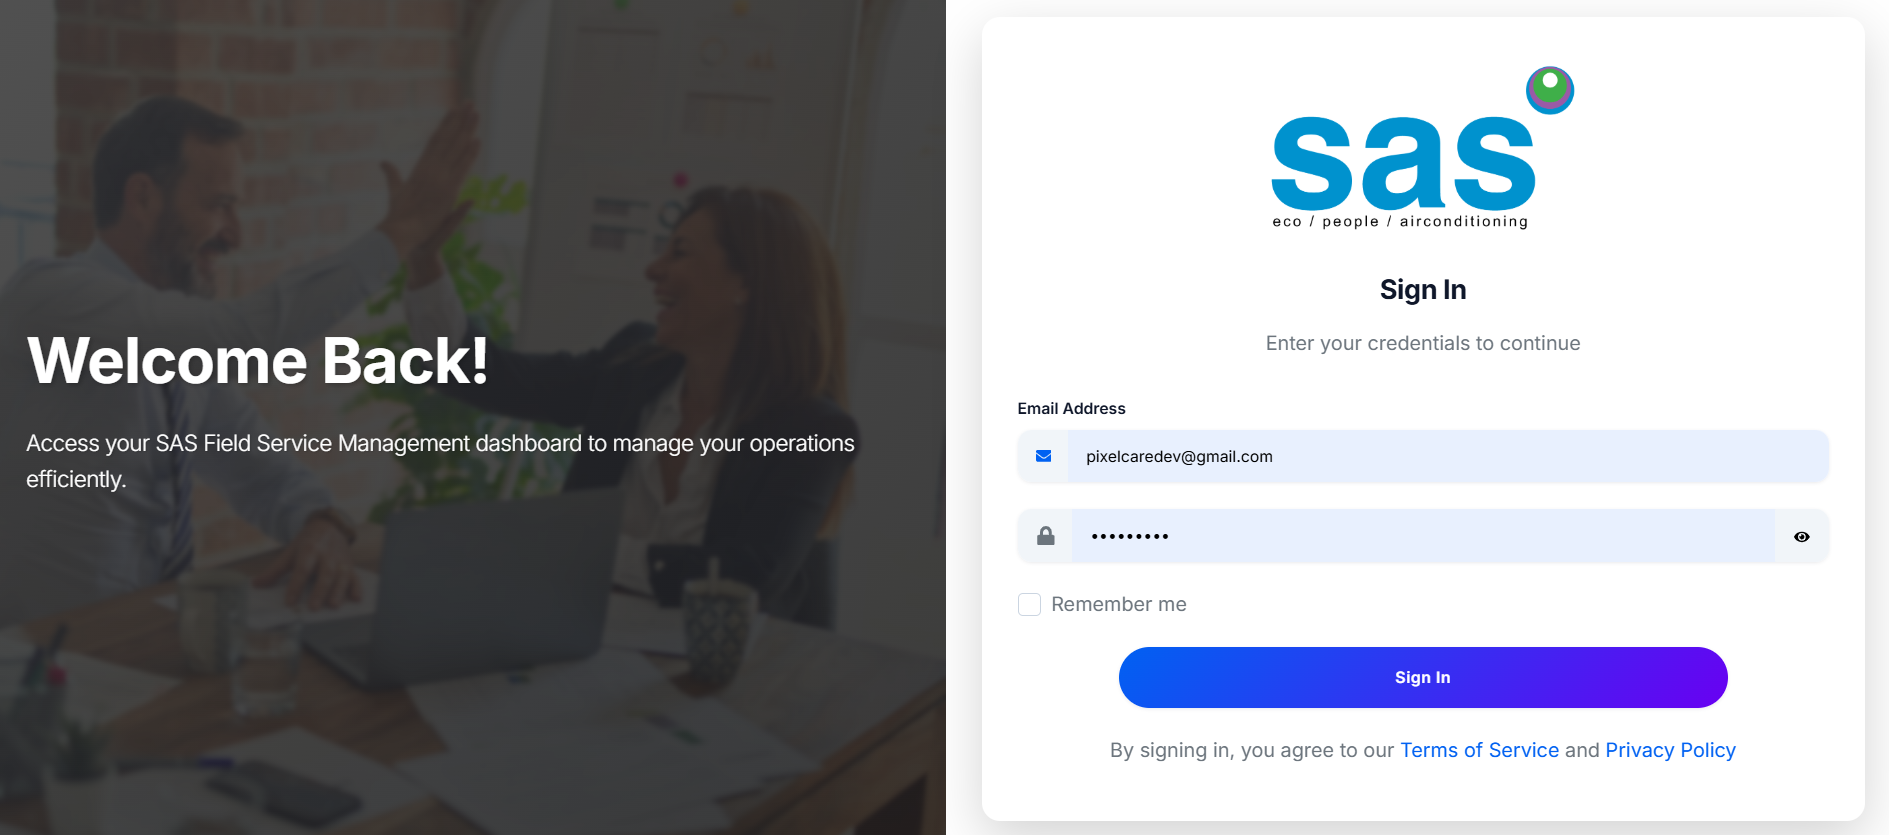 Welcome Back!
Access your SAS Field Service Management dashboard to manage your operations
efficiently.
sas
eco / people / airconditioning
Sign In
Enter your credentials to continue
Email Address
pixelcaredev@gmail.com
•••••••••
Remember me
Sign In
By signing in, you agree to our Terms of Service and Privacy Policy